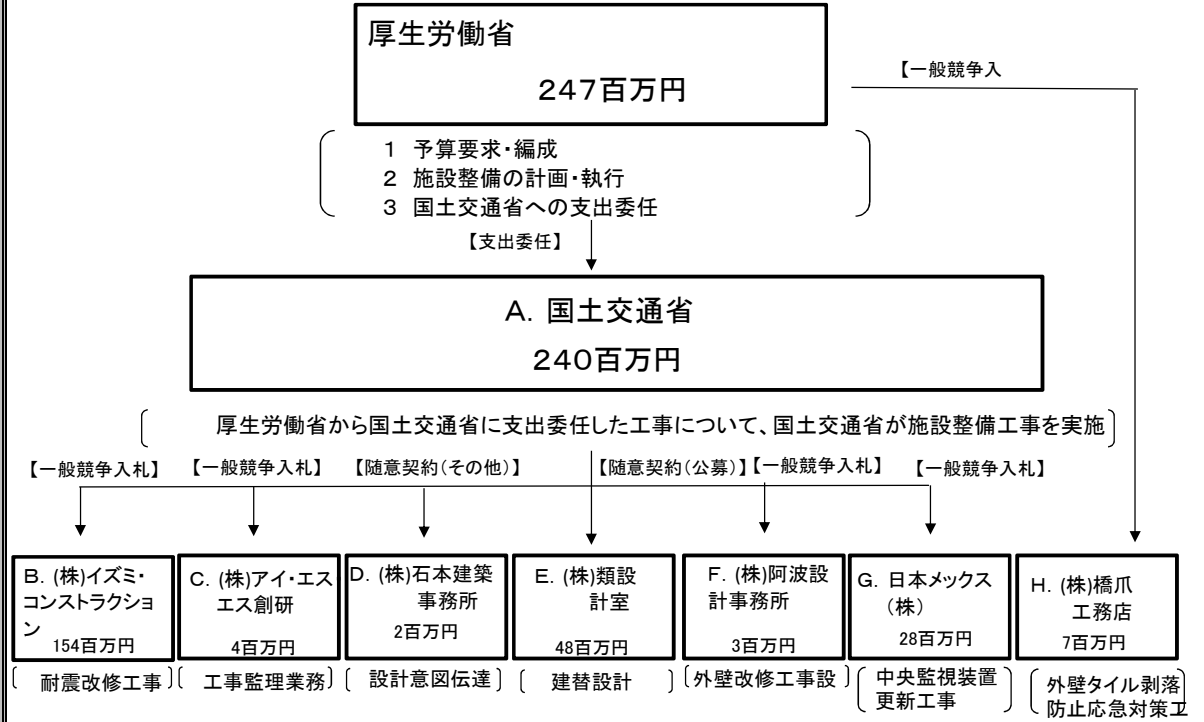 厚生労働省
247百万円
【一般競争入
1 予算要求・編成
2 施設整備の計画・執行
3 国土交通省への支出委任
【支出委任】
A. 国土交通省
240百万円
厚生労働省から国土交通省に支出委任した工事について、国土交通省が施設整備工事を実施
【一般競争入札】 【一般競争入札】 【随意契約(その他)】 【随意契約(公募)】 【一般競争入札】 【一般競争入札】
B. (株)イズミ・
コンストラクショ
ン
154百万円
耐震改修工事
C. (株)アイ・エス
エス創研
4百万円
工事監理業務
D. (株)石本建築
事務所
2百万円
設計意図伝達
E. (株)類設
計室
48百万円
建替設計
F. (株)阿波設
計事務所
3百万円
外壁改修工事設
G. 日本メックス
(株)
28百万円
中央監視装置
更新工事
H. (株)橋爪
工務店
7百万円
外壁タイル剥落
防止応急対策工